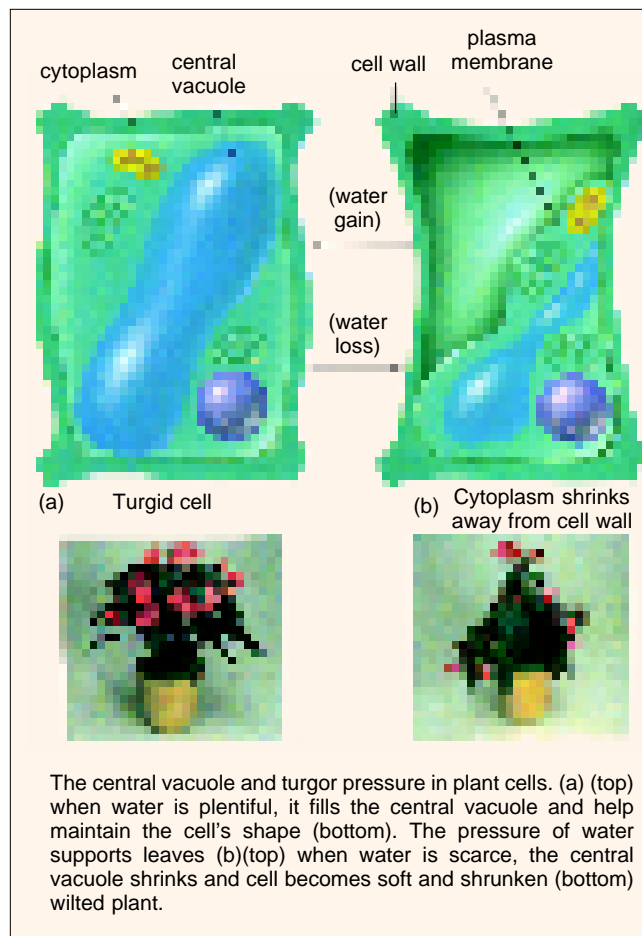 cytoplasm
central
vacuole
cell wall
plasma
membrane
(water
gain)
(water
loss)
(a) Turgid cell
(b) Cytoplasm shrinks
away from cell wall
The central vacuole and turgor pressure in plant cells. (a) (top)
when water is plentiful, it fills the central vacuole and help
maintain the cell's shape (bottom). The pressure of water
supports leaves (b)(top) when water is scarce, the central
vacuole shrinks and cell becomes soft and shrunken (bottom)
wilted plant.